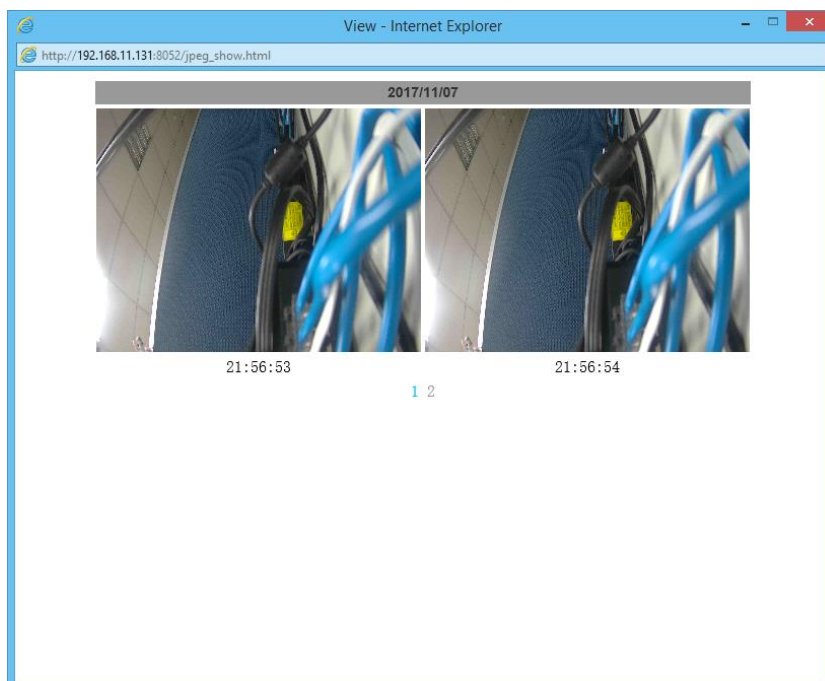 View - Internet Explorer
http://192.168.11.131:8052/jpeg_show.html
2017/11/07
21:56:53 21:56:54
1 2